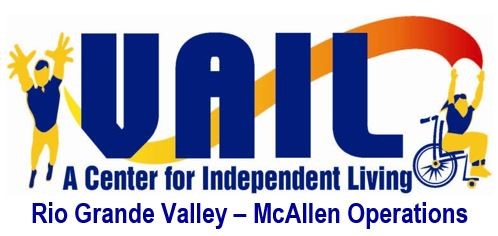 VAIL
A Center for Independent Living
Rio Grande Valley – McAllen Operations